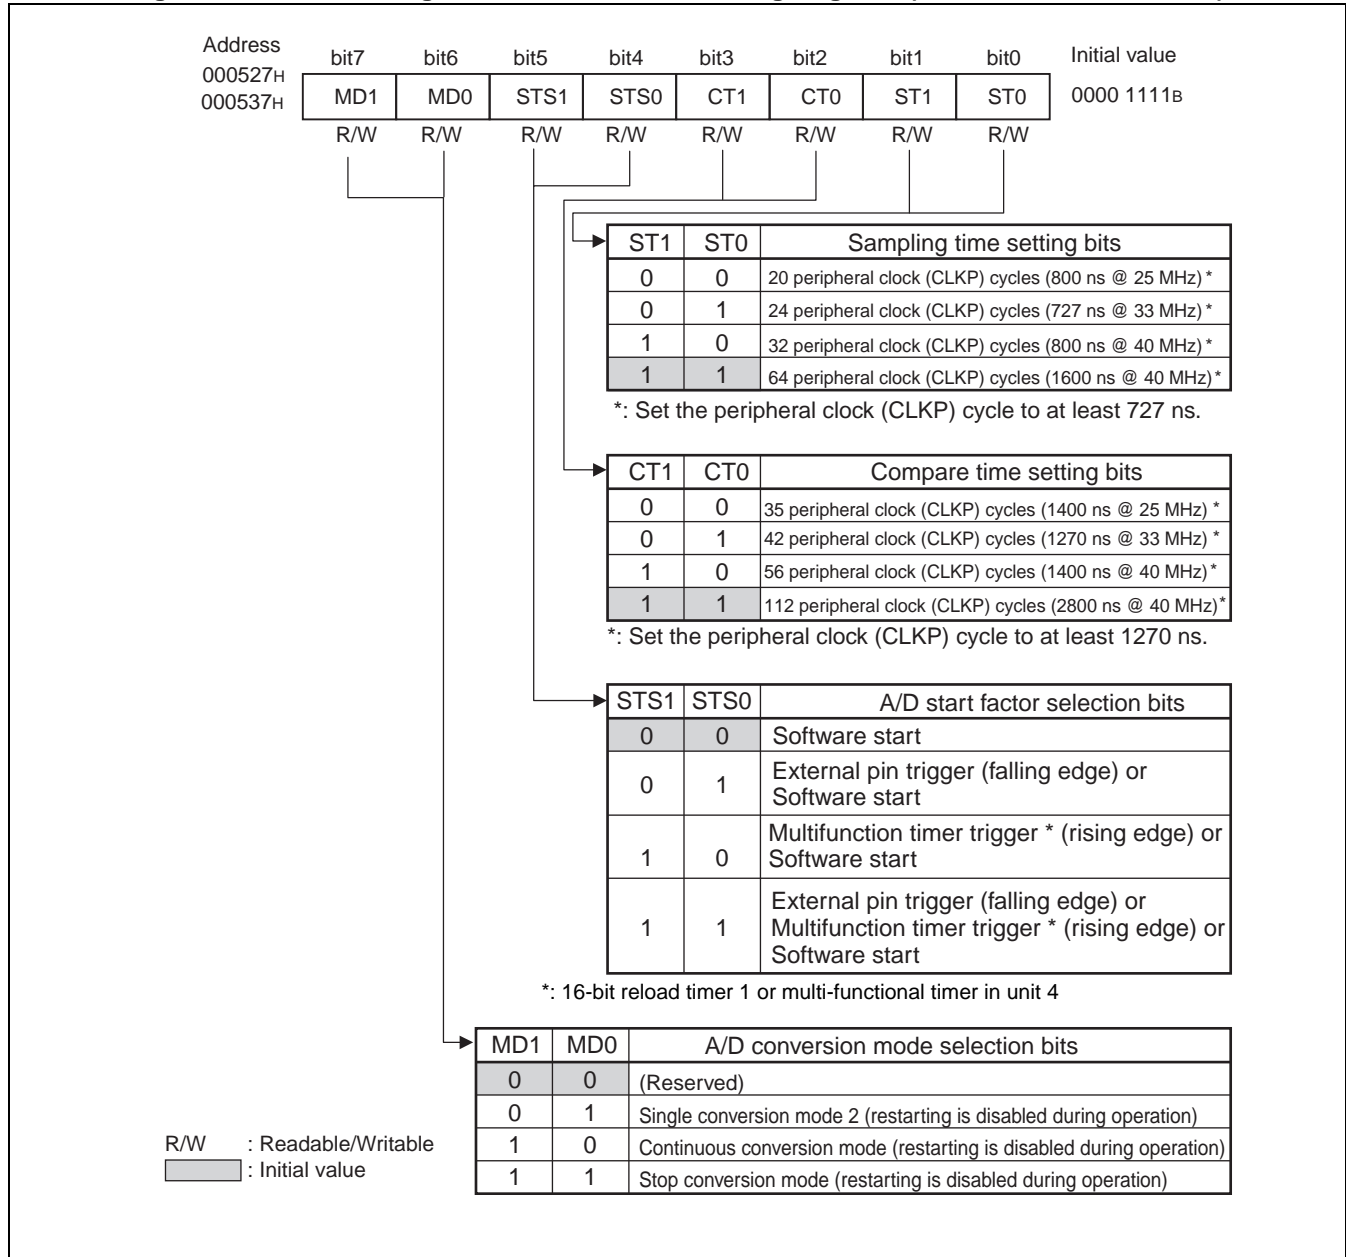 Address bit7 bit6 bit5 bit4 bit3 bit2 bit1 bit0 Initial value
000527H
000537H MD1 MD0 STS1 STS0 CT1 CT0 ST1 ST0 0000 1111B
R/W R/W R/W R/W R/W R/W R/W R/W
ST1 ST0 Sampling time setting bits
0 0 20 peripheral clock (CLKP) cycles (800 ns @ 25 MHz) *
0 1 24 peripheral clock (CLKP) cycles (727 ns @ 33 MHz) *
1 0 32 peripheral clock (CLKP) cycles (800 ns @ 40 MHz) *
1 1 64 peripheral clock (CLKP) cycles (1600 ns @ 40 MHz) *
*: Set the peripheral clock (CLKP) cycle to at least 727 ns.
CT1 CT0 Compare time setting bits
0 0 35 peripheral clock (CLKP) cycles (1400 ns @ 25 MHz) *
0 1 42 peripheral clock (CLKP) cycles (1270 ns @ 33 MHz) *
1 0 56 peripheral clock (CLKP) cycles (1400 ns @ 40 MHz) *
1 1 112 peripheral clock (CLKP) cycles (2800 ns @ 40 MHz)*
*: Set the peripheral clock (CLKP) cycle to at least 1270 ns.
STS1 STS0 A/D start factor selection bits
0 0 Software start
0 1 External pin trigger (falling edge) or
Software start
Multifunction timer trigger * (rising edge) or
1 0 Software start
External pin trigger (falling edge) or
1 1 Multifunction timer trigger * (rising edge) or
Software start
*: 16-bit reload timer 1 or multi-functional timer in unit 4
MD1 MD0 A/D conversion mode selection bits
0 0 (Reserved)
0 1 Single conversion mode 2 (restarting is disabled during operation)
1 0 Continuous conversion mode (restarting is disabled during operation)
1 1 Stop conversion mode (restarting is disabled during operation)
R/W : Readable/Writable
: Initial value